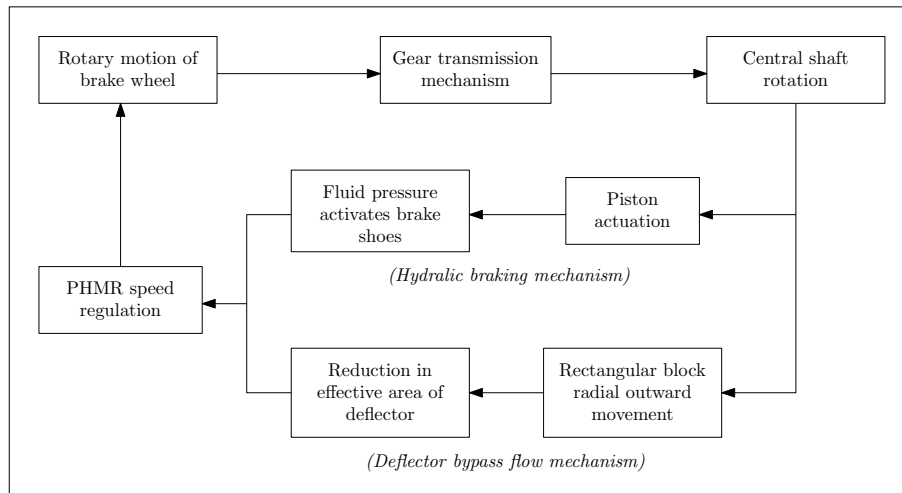 Rotary motion of
brake wheel
Gear transmission
mechanism
Central shaft
rotation
Fluid pressure
activates brake
shoes
Piston
actuation
(Hydralic braking mechanism)
PHMR speed
regulation
Reduction in
effective area of
deflector
Rectangular block
radial outward
movement
(Deflector bypass flow mechanism)